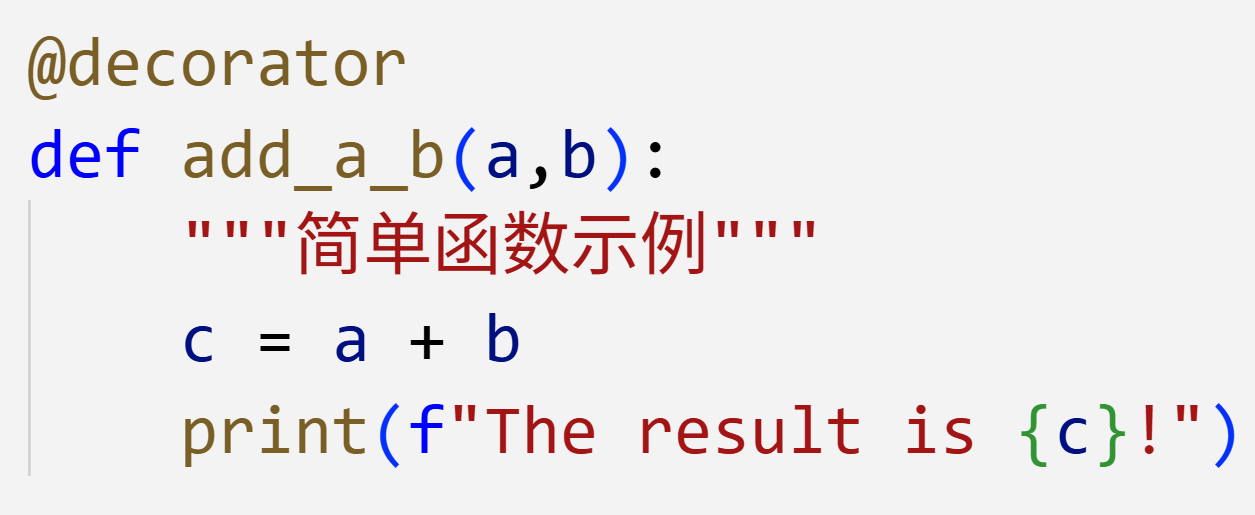 @decorator
def add_a_b(a,b):
    """简单函数示例"""
    c = a + b
    print(f"The result is {c}!")